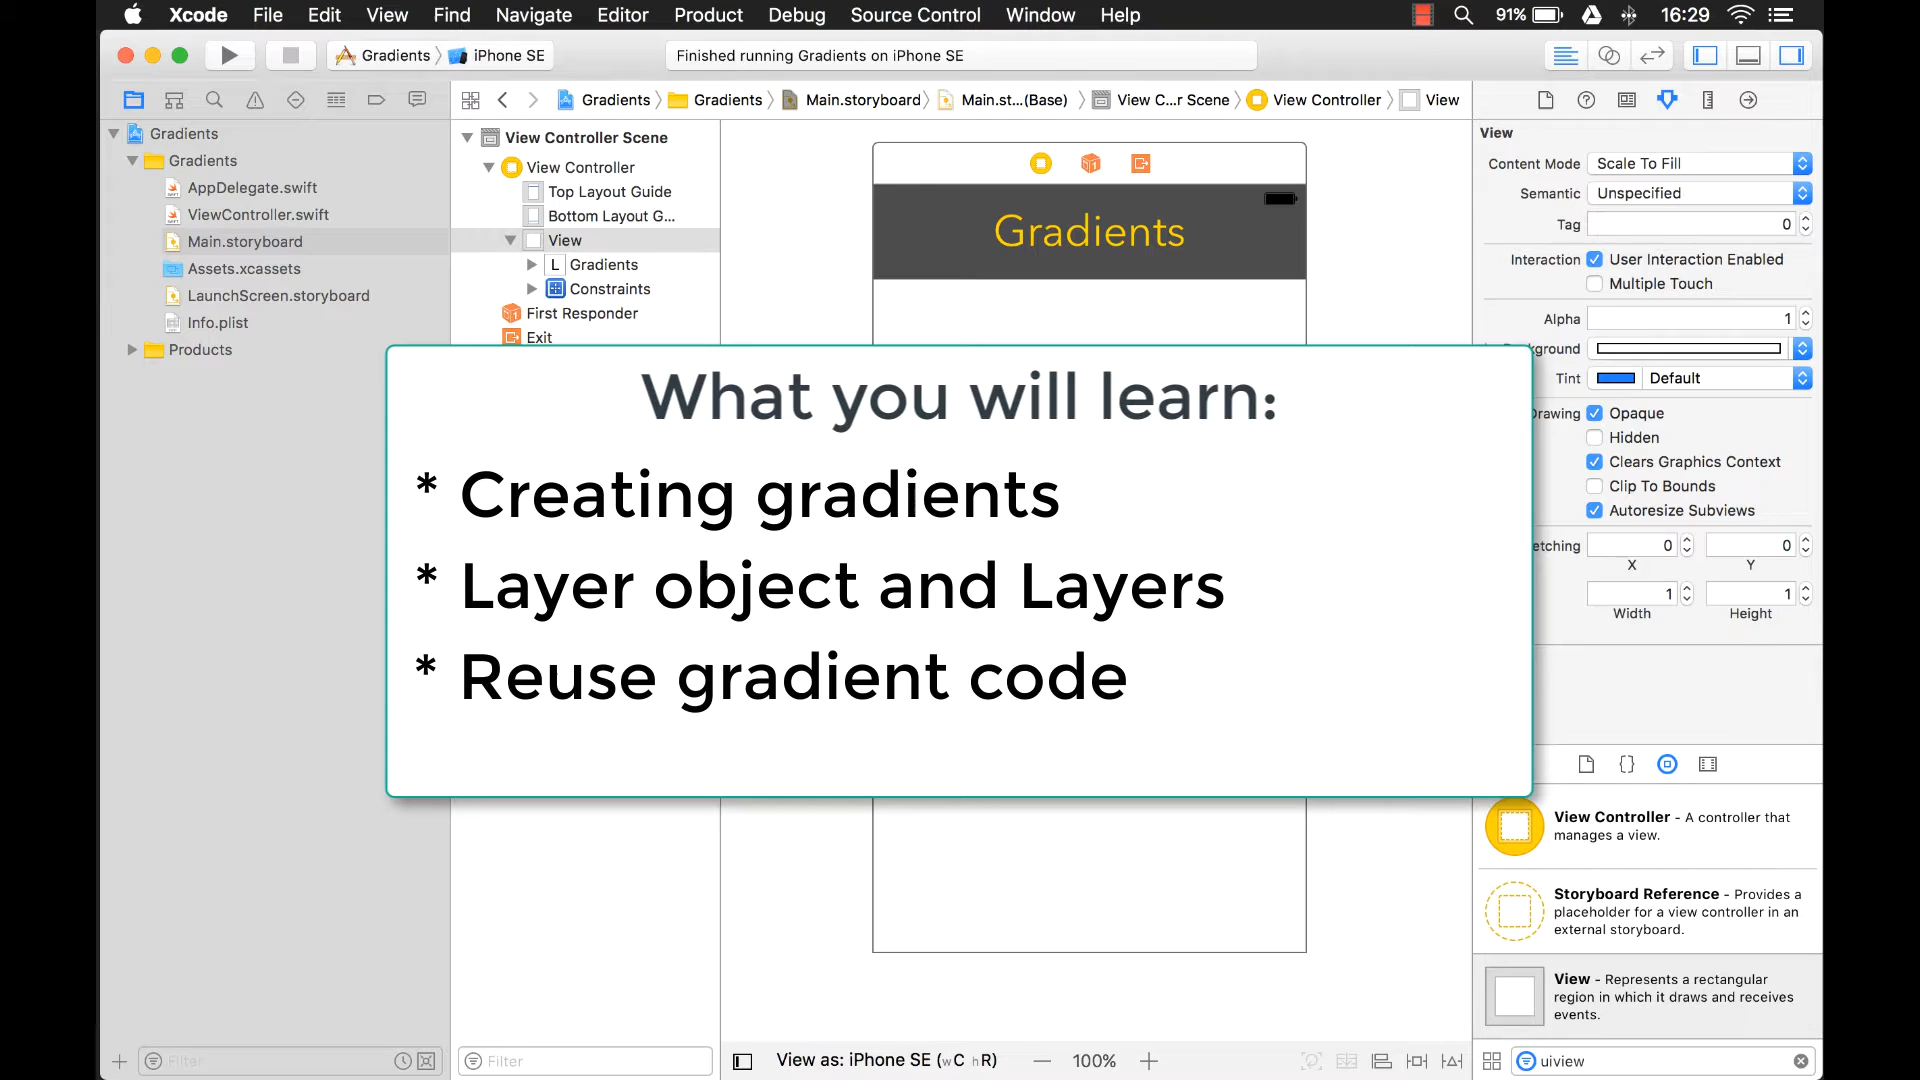 Xcode File Edit View Find Navigate Editor Product Debug Source Control Window Help 91% 16:29
Gradients iPhone SE Finished running Gradients on iPhone SE
Gradients Gradients Main.storyboard Main.st...(Base) View C...r Scene View Controller View
Gradients
Gradients
AppDelegate.swift
ViewController.swift
Main.storyboard
Assets.xcassets
LaunchScreen.storyboard
Info.plist
Products
Filter
View Controller Scene
View Controller
Top Layout Guide
Bottom Layout G...
View
L Gradients
Constraints
First Responder
Exit
Filter
Gradients
What you will learn:
* Creating gradients
* Layer object and Layers
* Reuse gradient code
View as: iPhone SE (wC hR) 100%
View
Content Mode Scale To Fill
Semantic Unspecified
Tag 0
Interaction User Interaction Enabled
Multiple Touch
Alpha 1
ground
Tint Default
Drawing Opaque
Hidden
Clears Graphics Context
Clip To Bounds
Autoresize Subviews
etching 0 0
X Y
1 1
Width Height
View Controller - A controller that
manages a view.
Storyboard Reference - Provides a
placeholder for a view controller in an
external storyboard.
View - Represents a rectangular
region in which it draws and receives
events.
uiview